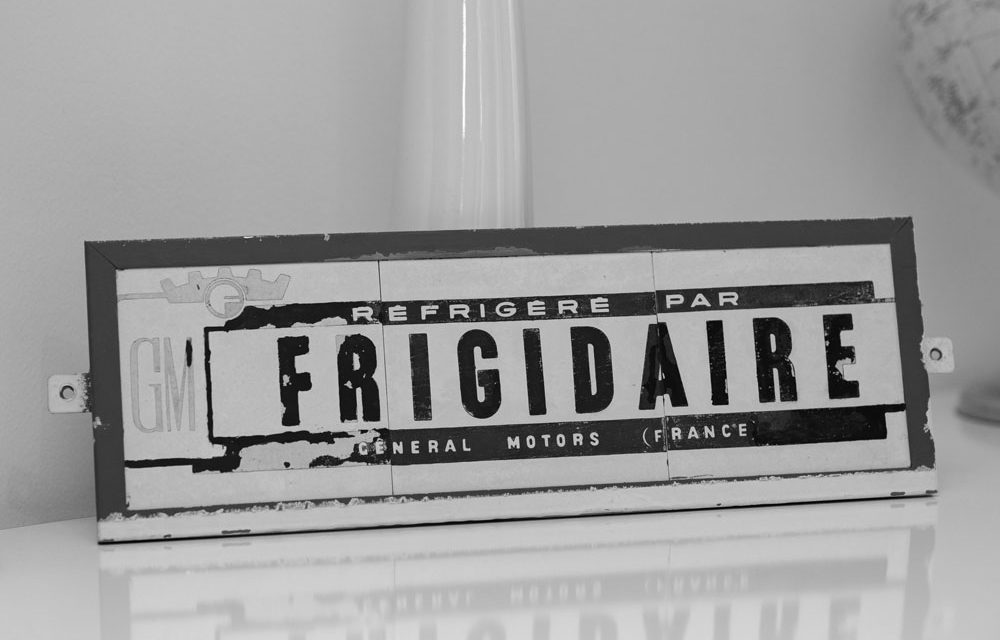 RÉFRIGÉRÉ PAR
GM
FRIGIDAIRE
GENERAL MOTORS (FRANCE